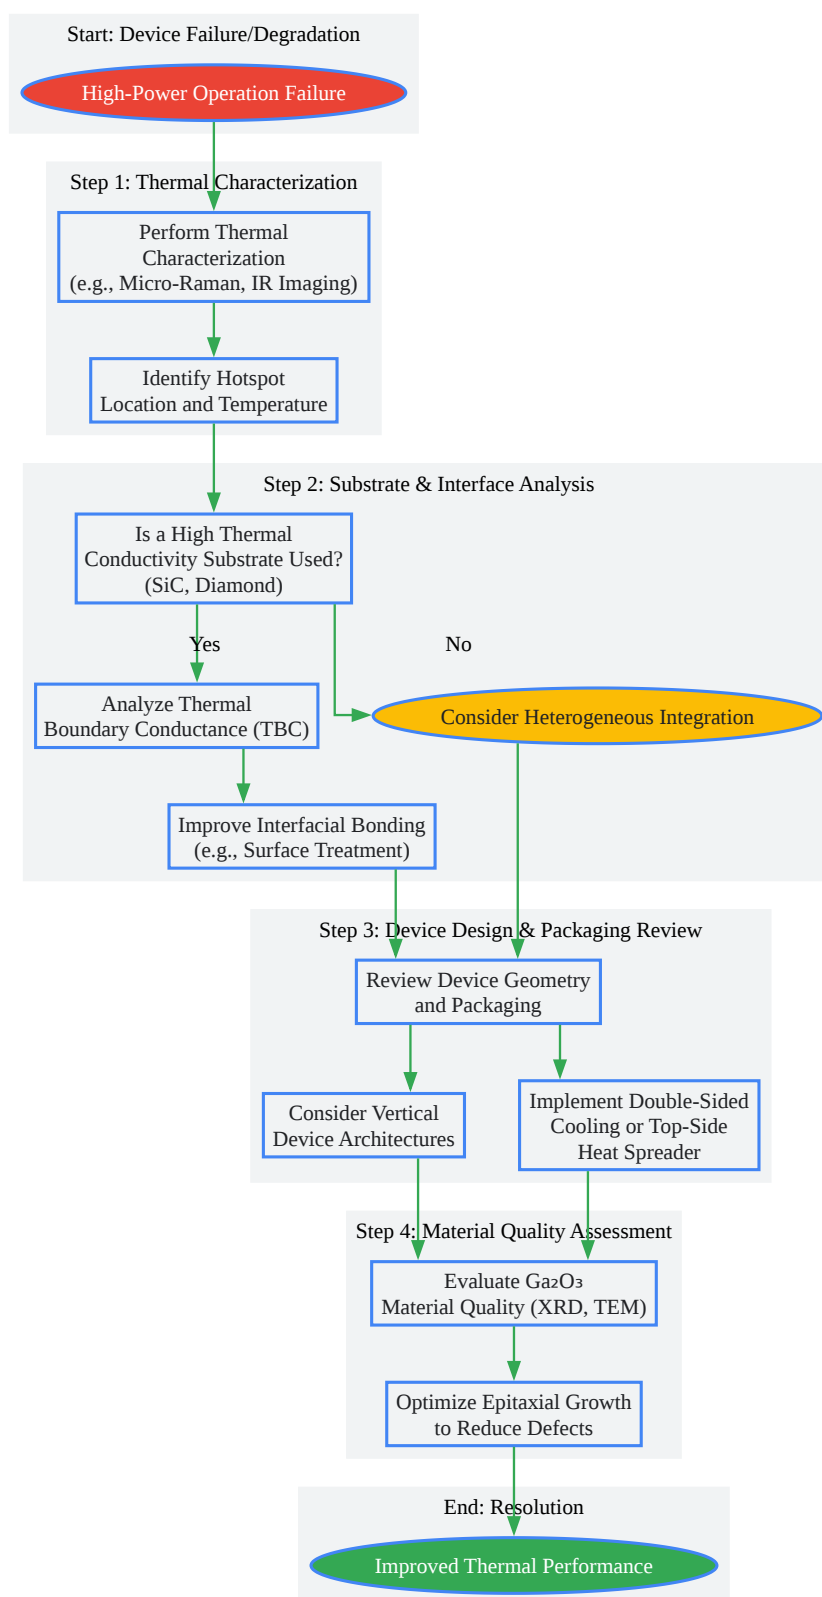 Start: Device Failure/Degradation
High-Power Operation Failure
Step 1: Thermal Characterization
Perform Thermal
Characterization
(e.g., Micro-Raman, IR Imaging)
Identify Hotspot
Location and Temperature
Step 2: Substrate & Interface Analysis
Is a High Thermal
Conductivity Substrate Used?
(SiC, Diamond)
Yes
No
Analyze Thermal
Boundary Conductance (TBC)
Consider Heterogeneous Integration
Improve Interfacial Bonding
(e.g., Surface Treatment)
Step 3: Device Design & Packaging Review
Review Device Geometry
and Packaging
Consider Vertical
Device Architectures
Implement Double-Sided
Cooling or Top-Side
Heat Spreader
Step 4: Material Quality Assessment
Evaluate Ga₂O₃
Material Quality (XRD, TEM)
Optimize Epitaxial Growth
to Reduce Defects
End: Resolution
Improved Thermal Performance